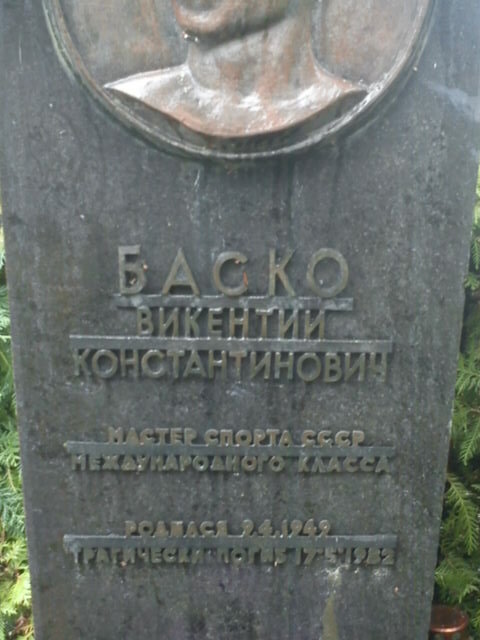 БАСКО
ВИКЕНТИЙ
КОНСТАНТИНОВИЧ
МАСТЕР СПОРТА СССР
МЕЖДУНАРОДНОГО КЛАССА
РОДИЛСЯ 9.4.1949
ТРАГИЧЕСКИ ПОГИБ 17.5.1982